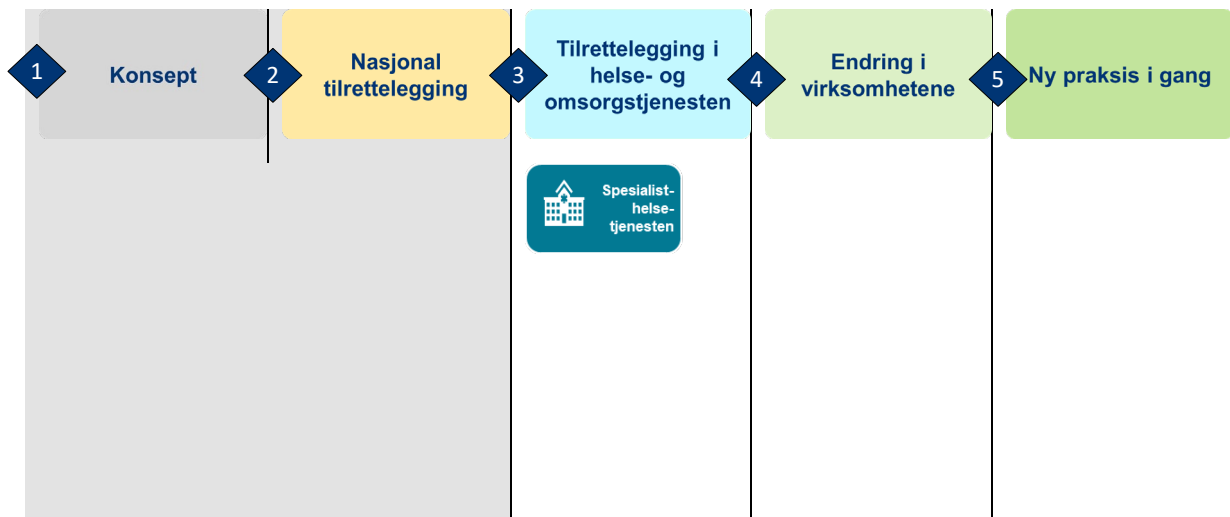 1
Konsept
2
Nasjonal
tilrettelegging
3
Tilrettelegging i
helse- og
omsorgstjenesten
4
Endring i
virksomhetene
5
Ny praksis i gang
Spesialist-
helse-
tjenesten